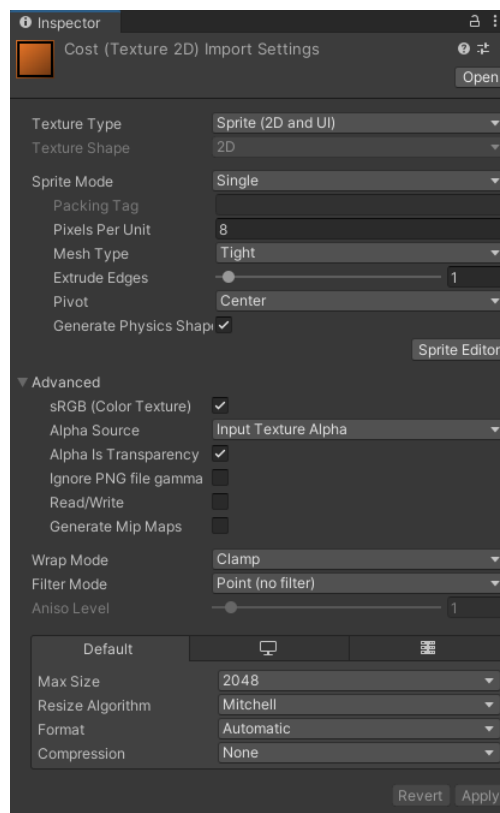 Inspector
Cost (Texture 2D) Import Settings
Open
Texture Type Sprite (2D and UI)
Texture Shape 2D
Sprite Mode Single
Packing Tag
Pixels Per Unit 8
Mesh Type Tight
Extrude Edges 1
Pivot Center
Generate Physics Shap
Sprite Editor
Advanced
sRGB (Color Texture)
Alpha Source Input Texture Alpha
Alpha Is Transparency
Ignore PNG file gamma
Read/Write
Generate Mip Maps
Wrap Mode Clamp
Filter Mode Point (no filter)
Aniso Level 1
Default
Max Size 2048
Resize Algorithm Mitchell
Format Automatic
Compression None
Revert Apply